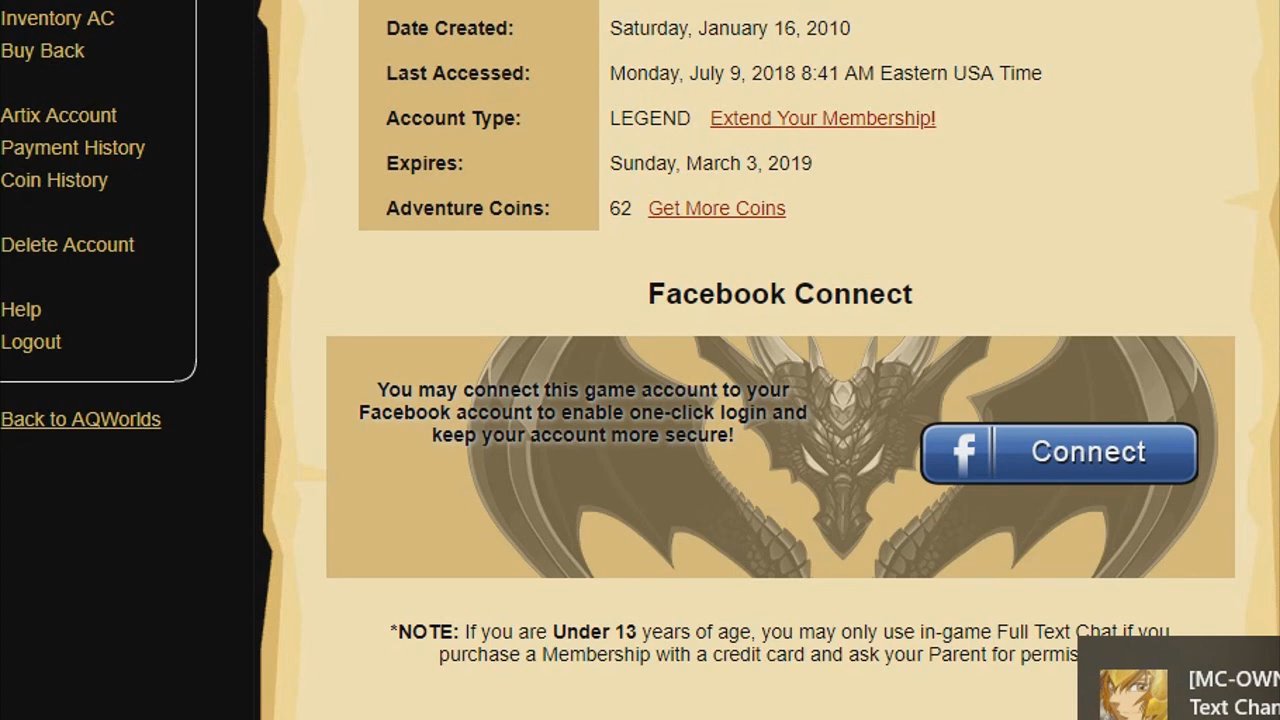 Inventory AC
Buy Back
Artix Account
Payment History
Coin History
Delete Account
Help
Logout
Back to AQWorlds
Date Created: Saturday, January 16, 2010
Last Accessed: Monday, July 9, 2018 8:41 AM Eastern USA Time
Account Type: LEGEND Extend Your Membership!
Expires: Sunday, March 3, 2019
Adventure Coins: 62 Get More Coins
Facebook Connect
You may connect this game account to your
Facebook account to enable one-click login and
keep your account more secure!
f Connect
*NOTE: If you are Under 13 years of age, you may only use in-game Full Text Chat if you
purchase a Membership with a credit card and ask your Parent for
[MC-OWN
Text Chan